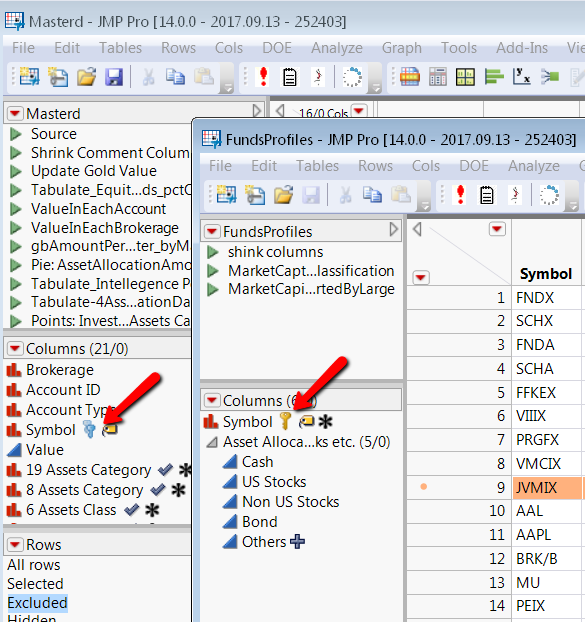 Masterd - JMP Pro [14.0.0 - 2017.09.13 - 252403]
File Edit Tables Rows Cols DOE Analyze Graph Tools Add-Ins Vie
Masterd
16/0 Cols
Source
Shrink Comment Colum
Update Gold Value
Tabulate_Equit...ds_pctC
ValueInEachAccount
ValueInEachBrokerage
gbAmountPer...ter_byM
Pie: AssetAllocationAmo
Tabulate_Intellegence P
Tabulate-4Ass...ationDa
Points: Invest...Assets Ca
Columns (21/0)
Brokerage
Account ID
Account Typ
Symbol
Value
19 Assets Category
8 Assets Category
6 Assets Class
Rows
All rows
Selected
Excluded
Hidden
FundsProfiles - JMP Pro [14.0.0 - 2017.09.13 - 252403]
File Edit Tables Rows Cols DOE Analyze
FundsProfiles
shink columns
MarketCapt...lassification
MarketCapi...rtedByLarge
Columns (6
Symbol
Asset Alloca...ks etc. (5/0)
Cash
US Stocks
Non US Stocks
Bond
Others
Symbol
1 FNDX
2 SCHX
3 FNDA
4 SCHA
5 FFKEX
6 VIIIX
7 PRGFX
8 VMCIX
9 JVMIX
10 AAL
11 AAPL
12 BRK/B
13 MU
14 PEIX